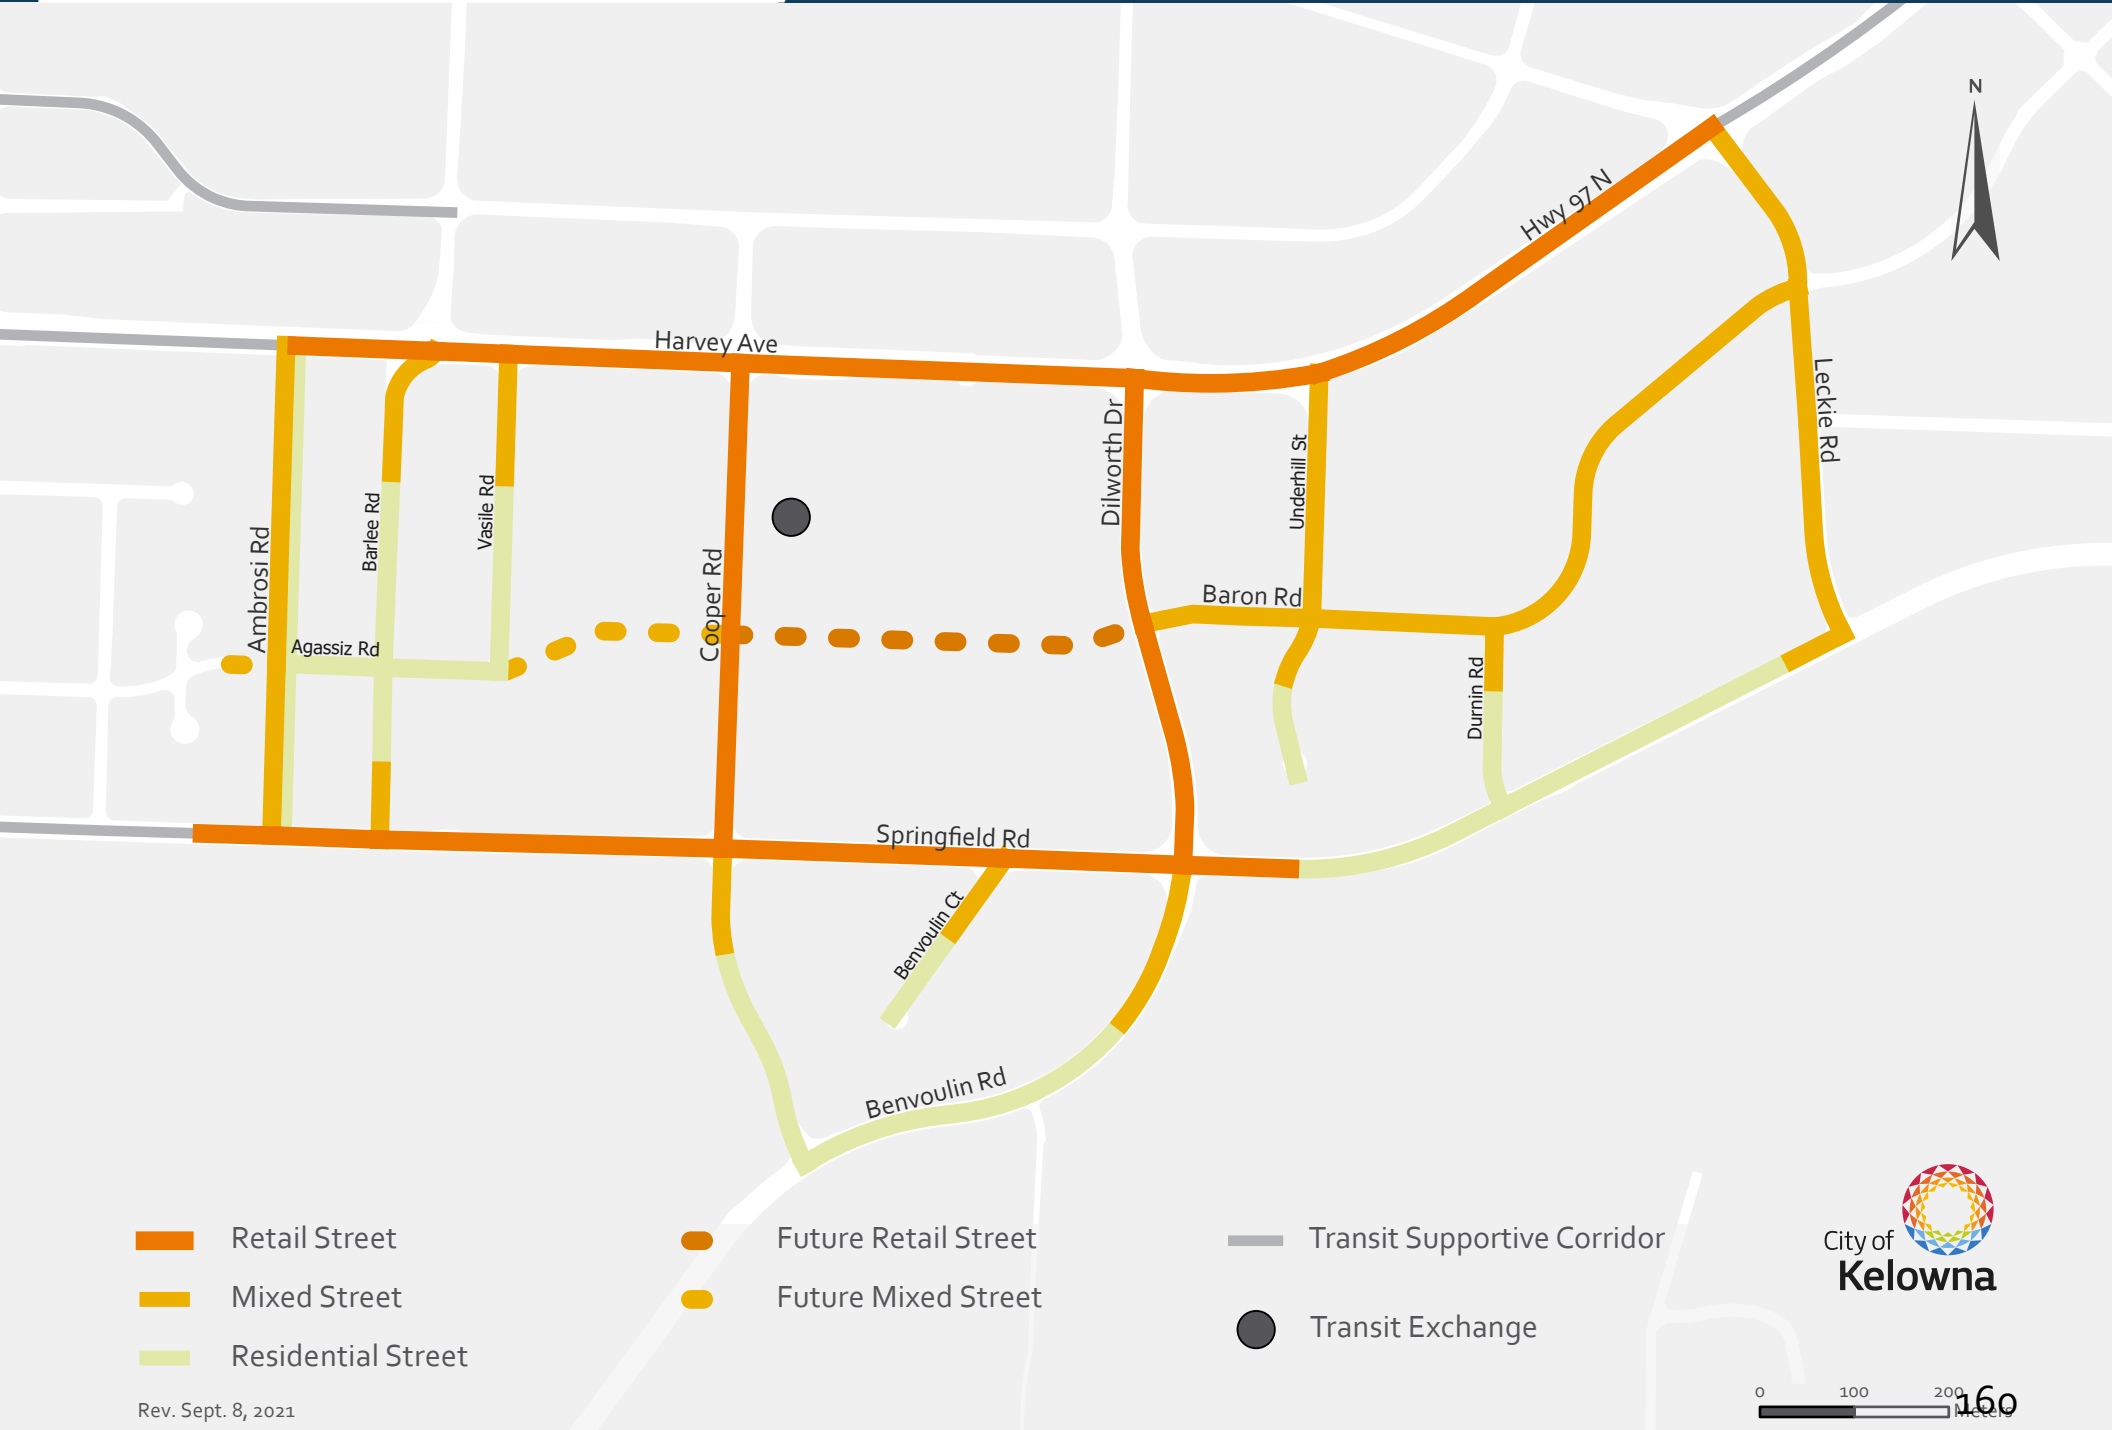 N
Hwy 97 N
Harvey Ave
Leckie Rd
Dilworth Dr
Underhill St
Vasile Rd
Barlee Rd
Ambrosi Rd
Cooper Rd
Baron Rd
Agassiz Rd
Durnin Rd
Springfield Rd
Benvoulin Ct
Benvoulin Rd
Retail Street
Mixed Street
Residential Street
Future Retail Street
Future Mixed Street
Transit Supportive Corridor
Transit Exchange
City of
Kelowna
Rev. Sept. 8, 2021
0 100 200
Meters
160